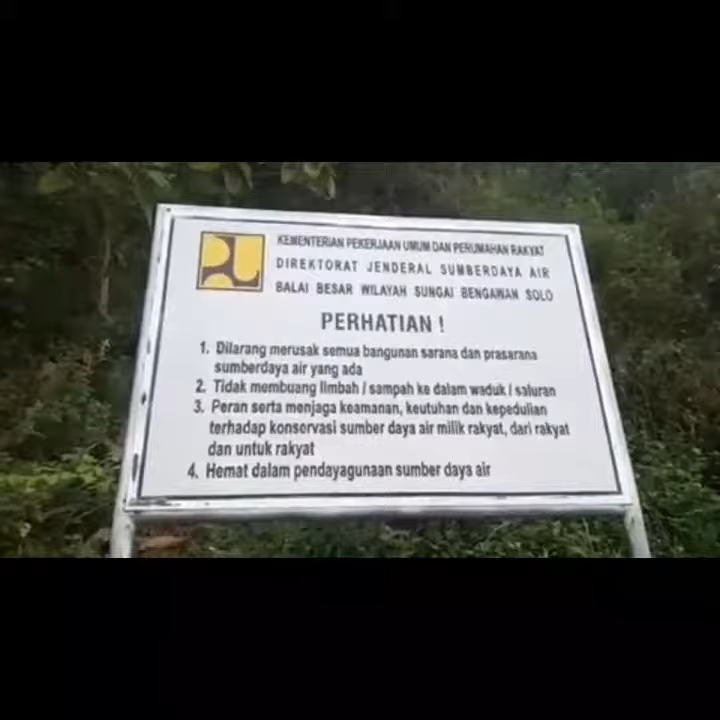 KEMENTERIAN PEKERJAAN UMUM DAN PERUMAHAN RAKYAT
DIREKTORAT JENDERAL SUMBERDAYA AIR
BALAI BESAR WILAYAH SUNGAI BENGAWAN SOLO
PERHATIAN !
1. Dilarang merusak semua bangunan sarana dan prasarana
sumberdaya air yang ada
2. Tidak membuang limbah / sampah ke dalam waduk / saluran
3. Peran serta menjaga keamanan, keutuhan dan kepedulian
terhadap konservasi sumber daya air milik rakyat, dari rakyat
dan untuk rakyat
4. Hemat dalam pendayagunaan sumber daya air